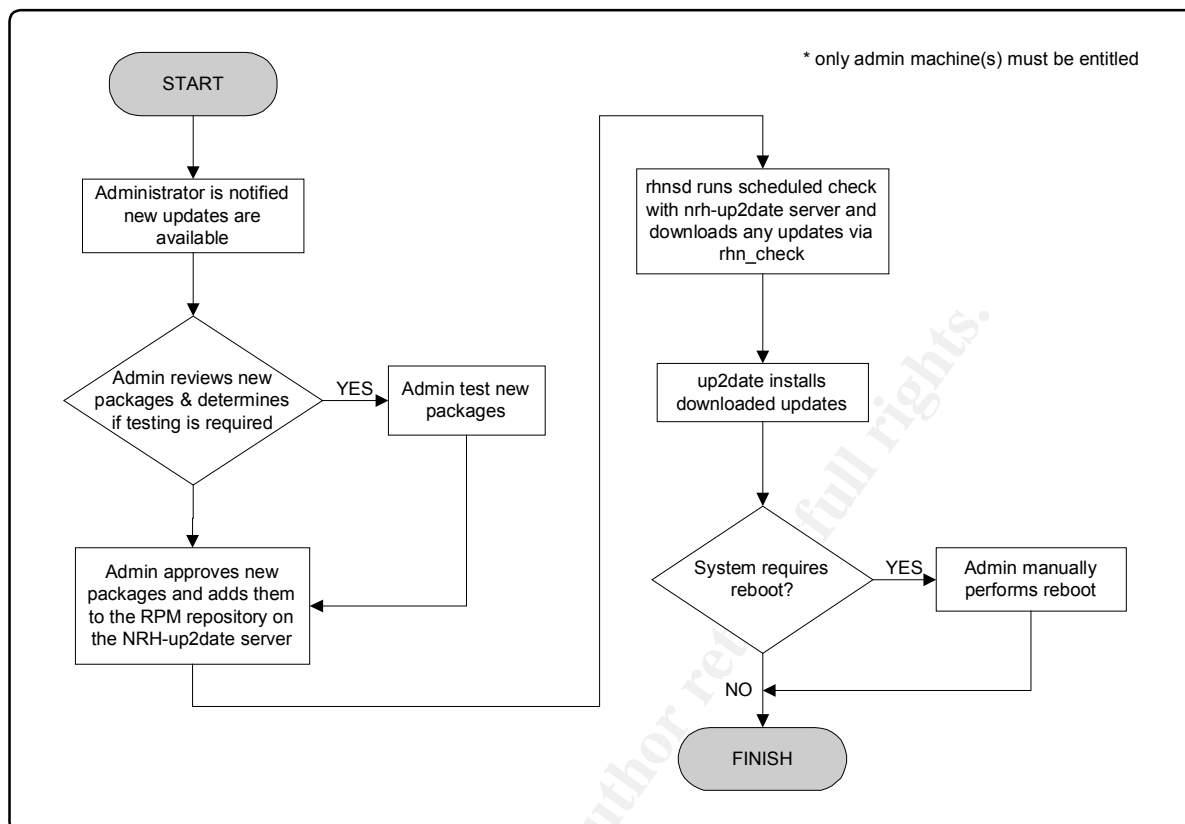 * only admin machine(s) must be entitled
START
Administrator is notified
new updates are
available
Admin reviews new
packages & determines
if testing is required
YES
Admin test new
packages
Admin approves new
packages and adds them
to the RPM repository on
the NRH-up2date server
rhnsd runs scheduled check
with nrh-up2date server and
downloads any updates via
rhn_check
up2date installs
downloaded updates
System requires
reboot?
YES
Admin manually
performs reboot
NO
FINISH
full rights.